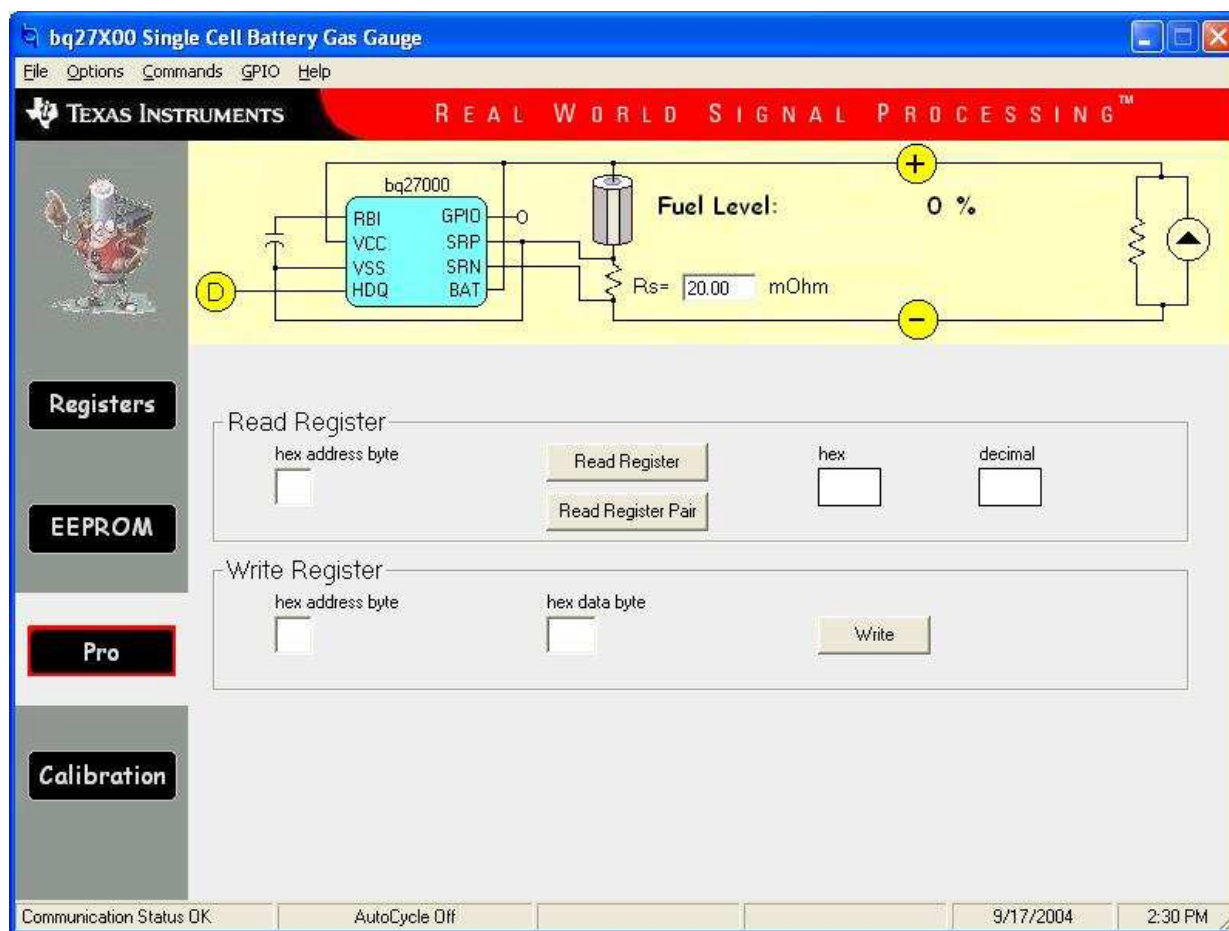 bq27X00 Single Cell Battery Gas Gauge
File Options Commands GPIO Help
TEXAS INSTRUMENTS REAL WORLD SIGNAL PROCESSING™
bq27000
RBI GPIO
VCC SRP
VSS SRN
HDQ BAT
D
+
Fuel Level: 0 %
Rs= 20.00 mOhm
-
Registers
EEPROM
Pro
Calibration
Read Register
hex address byte
Read Register
hex
decimal
Read Register Pair
Write Register
hex address byte
hex data byte
Write
Communication Status OK AutoCycle Off 9/17/2004 2:30 PM